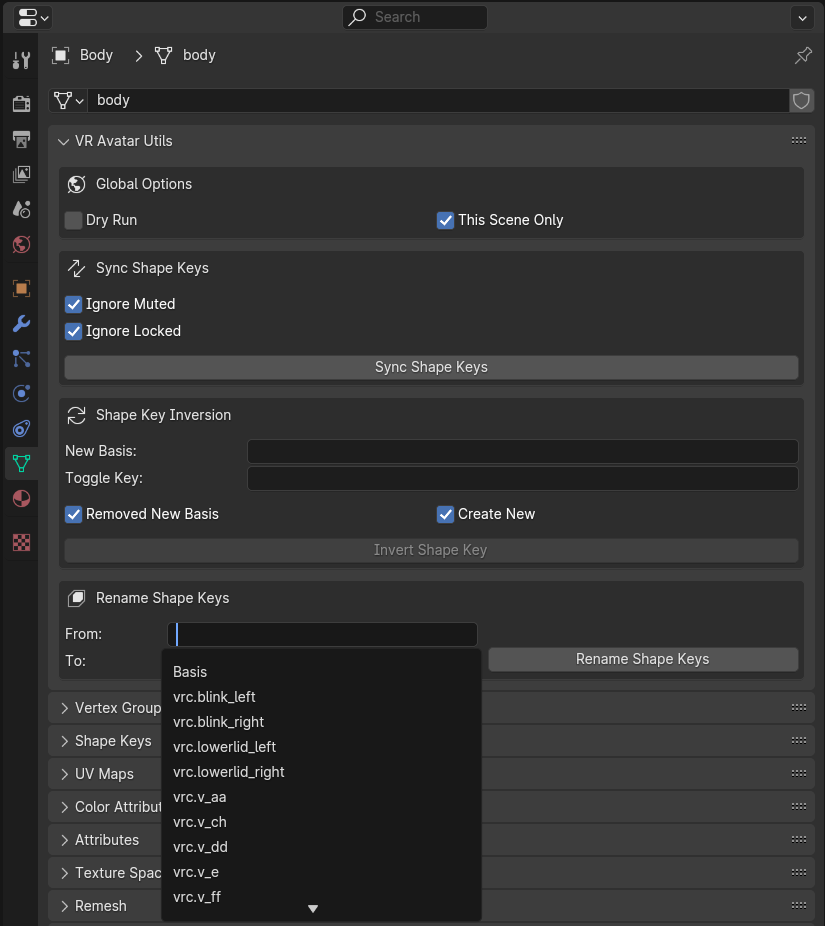 Search
Body body
body
VR Avatar Utils
Global Options
Dry Run This Scene Only
Sync Shape Keys
Ignore Muted
Ignore Locked
Sync Shape Keys
Shape Key Inversion
New Basis:
Toggle Key:
Removed New Basis Create New
Invert Shape Key
Rename Shape Keys
From:
To: Rename Shape Keys
Basis
vrc.blink_left
vrc.blink_right
vrc.lowerlid_left
vrc.lowerlid_right
vrc.v_aa
vrc.v_ch
vrc.v_dd
vrc.v_e
vrc.v_ff
Vertex Group
Shape Keys
UV Maps
Color Attribut
Attributes
Texture Spac
Remesh